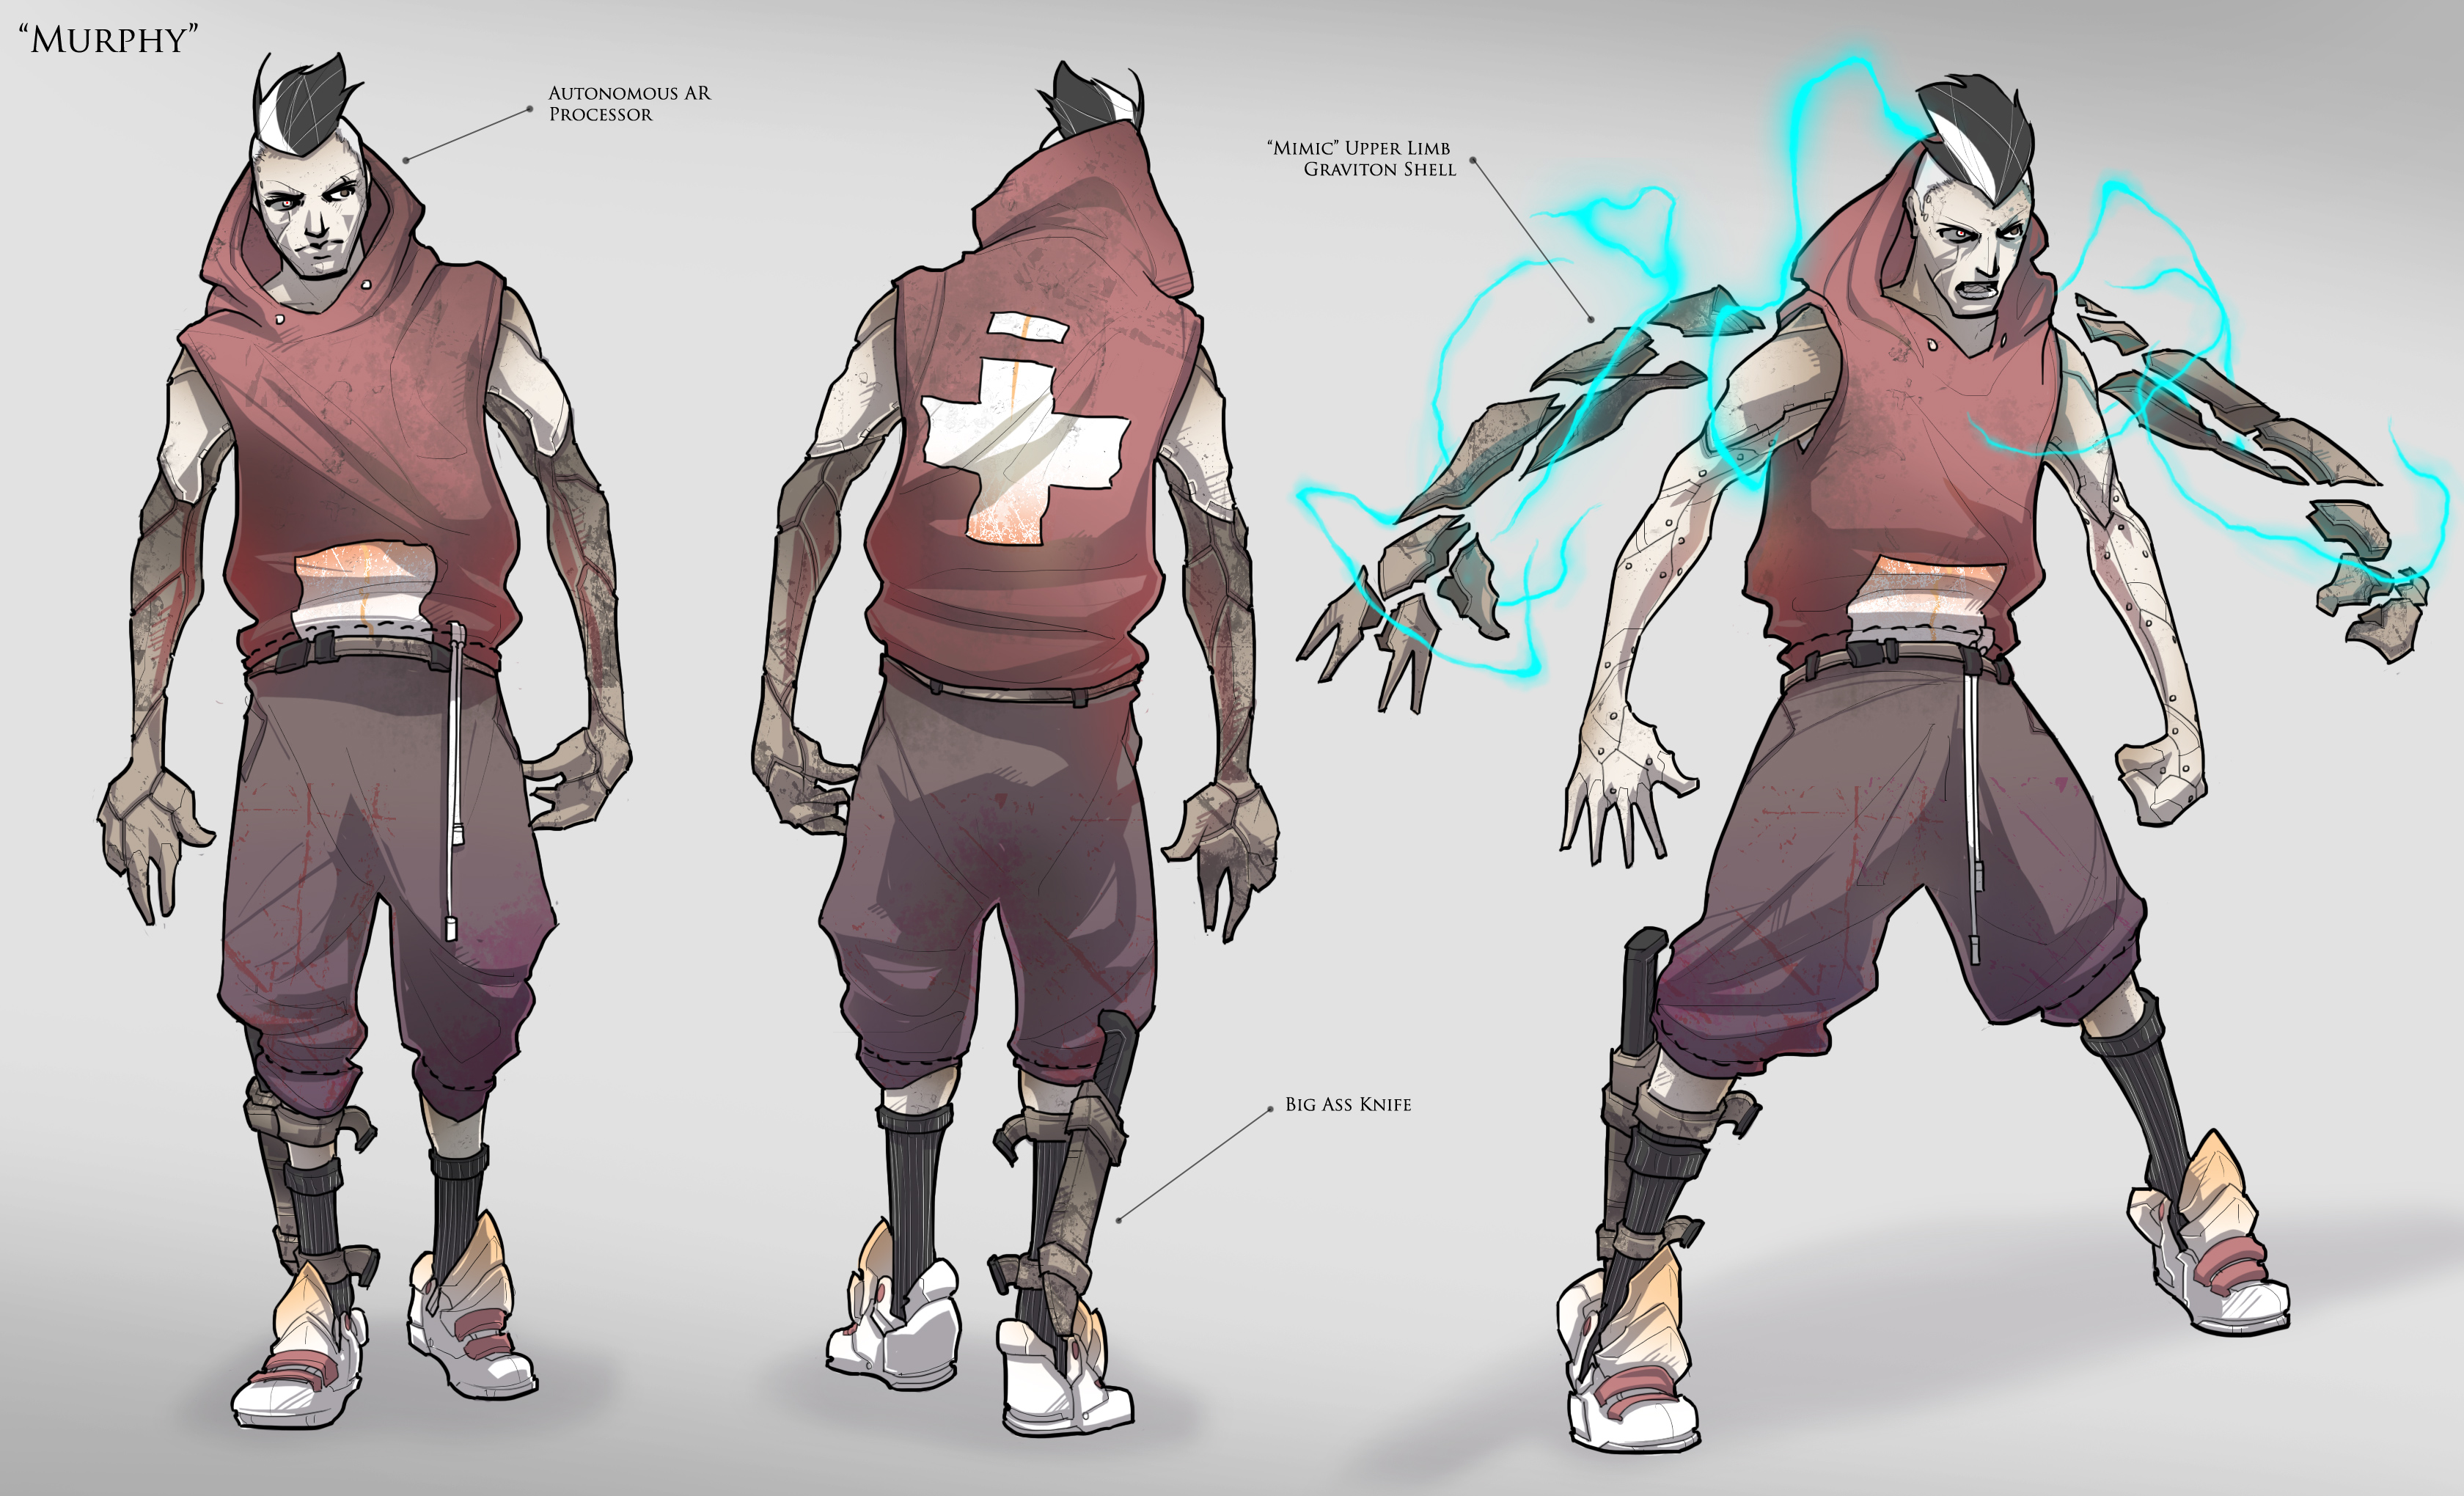 “Murphy”
Autonomous AR
Processor
“Mimic” Upper Limb
Graviton Shell
Big Ass Knife